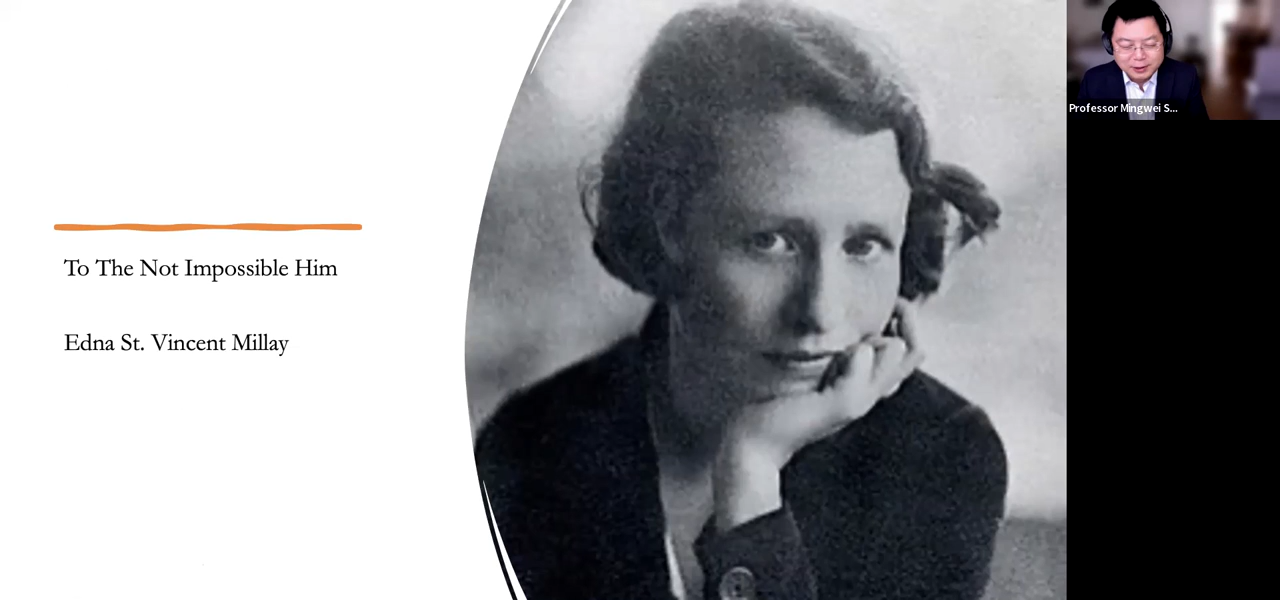 To The Not Impossible Him
Edna St. Vincent Millay
Professor Mingwei S...